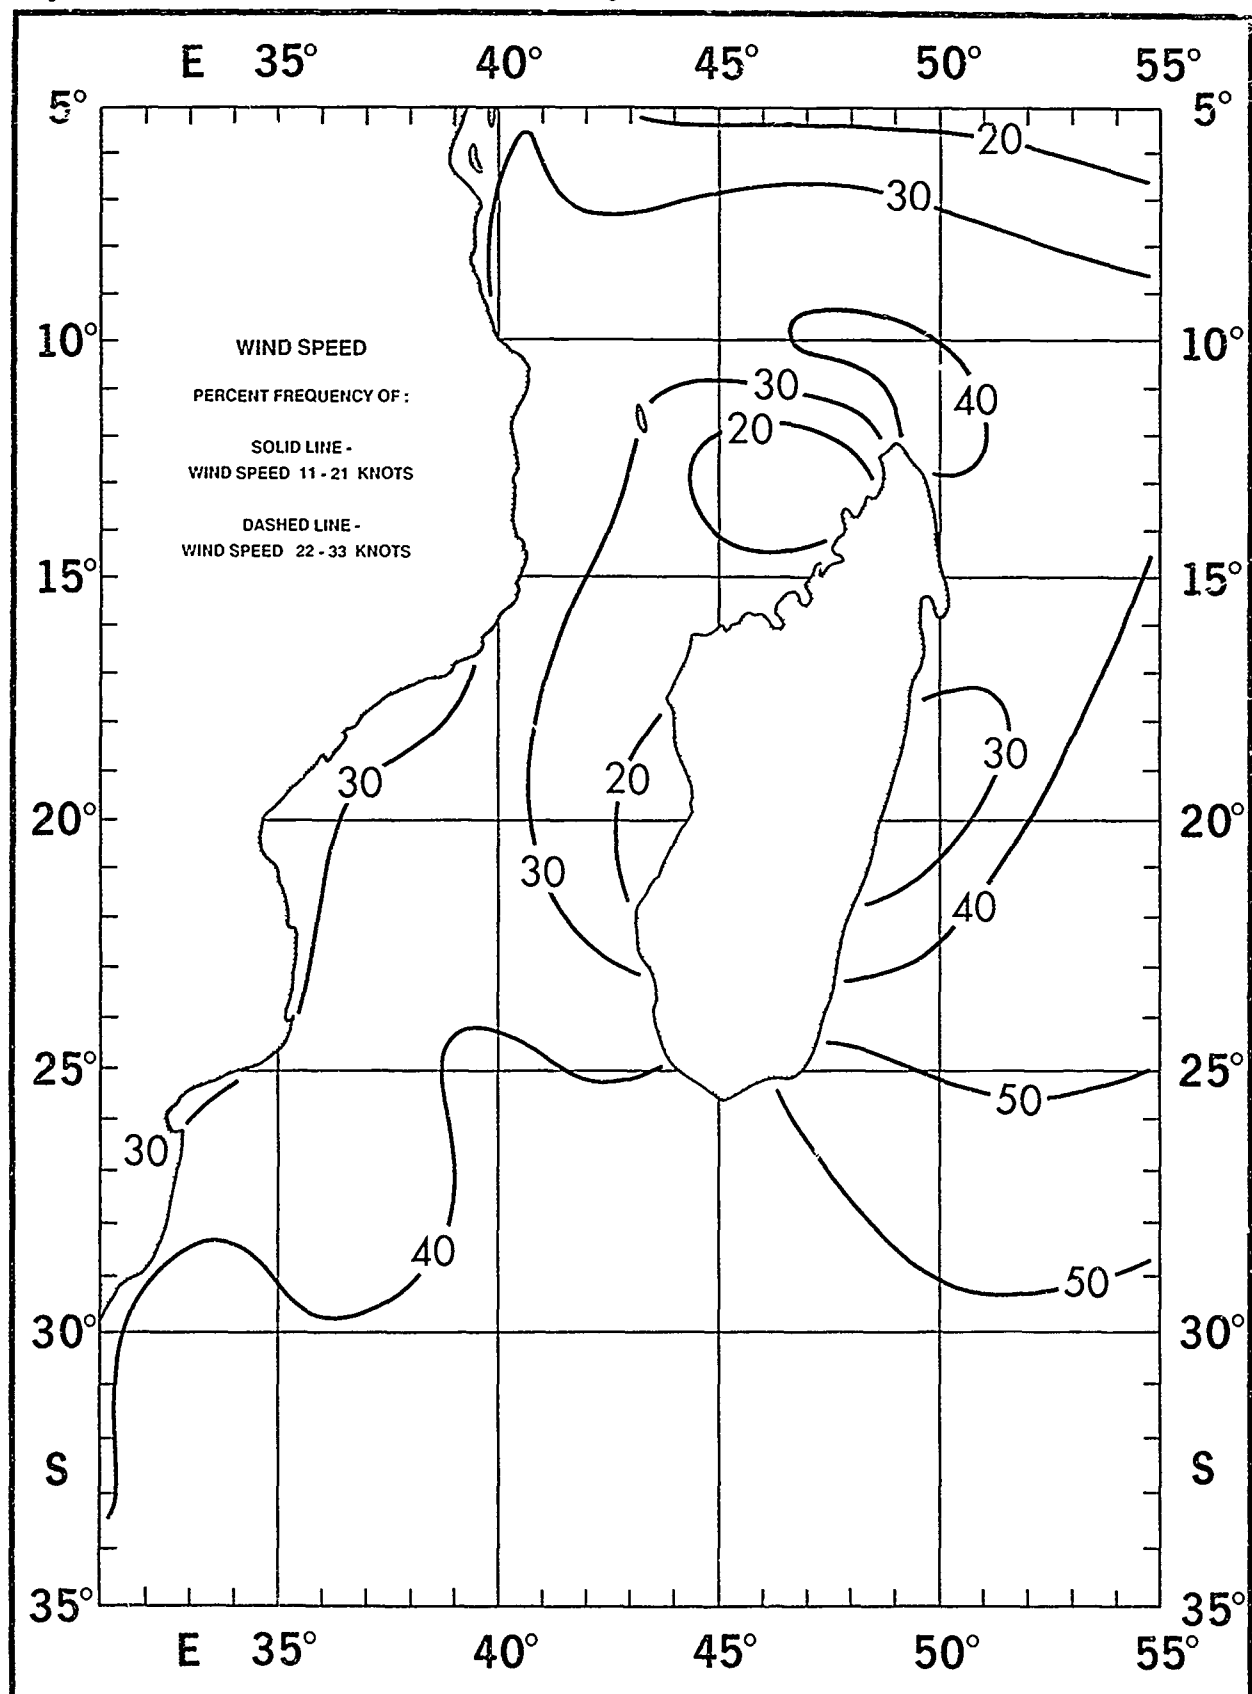 E 35° 40° 45° 50° 55°
5° 5°
20
30
10° 10°
WIND SPEED
PERCENT FREQUENCY OF :
30 40
20
SOLID LINE -
WIND SPEED 11 - 21 KNOTS
DASHED LINE -
WIND SPEED 22 - 33 KNOTS
15° 15°
30
30 20
20° 20°
30
40
25° 25°
50
30
40
50
30° 30°
S S
35° 35°
E 35° 40° 45° 50° 55°